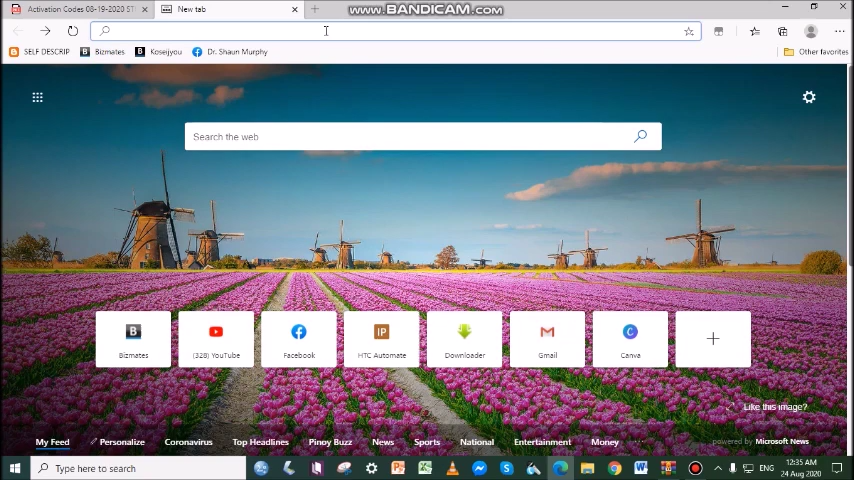 Activation Codes 08-19-2020 ST
New tab
www.BANDICAM.com
SELF DESCRIP
Bizmates
Koseijyou
Dr. Shaun Murphy
Other favorites
Search the web
Bizmates
(328) YouTube
Facebook
HTC Automate
Downloader
Gmail
Canva
Like this image?
My Feed
Personalize
Coronavirus
Top Headlines
Pinoy Buzz
News
Sports
National
Entertainment
Money
powered by Microsoft News
Type here to search
ENG
12:35 AM
24 Aug 2020